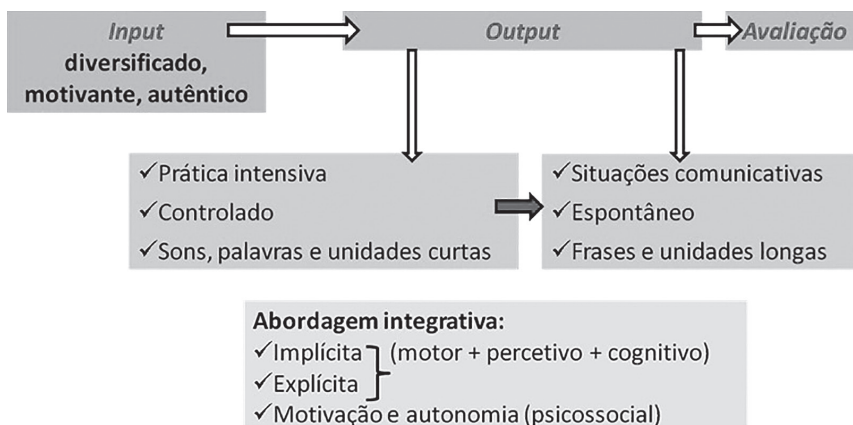 Input
diversificado,
motivante, autêntico
Output
Avaliação
✓Prática intensiva
✓Controlado
✓Sons, palavras e unidades curtas
✓Situações comunicativas
✓Espontâneo
✓Frases e unidades longas
Abordagem integrativa:
✓Implícita (motor + percetivo + cognitivo)
✓Explícita
✓Motivação e autonomia (psicossocial)